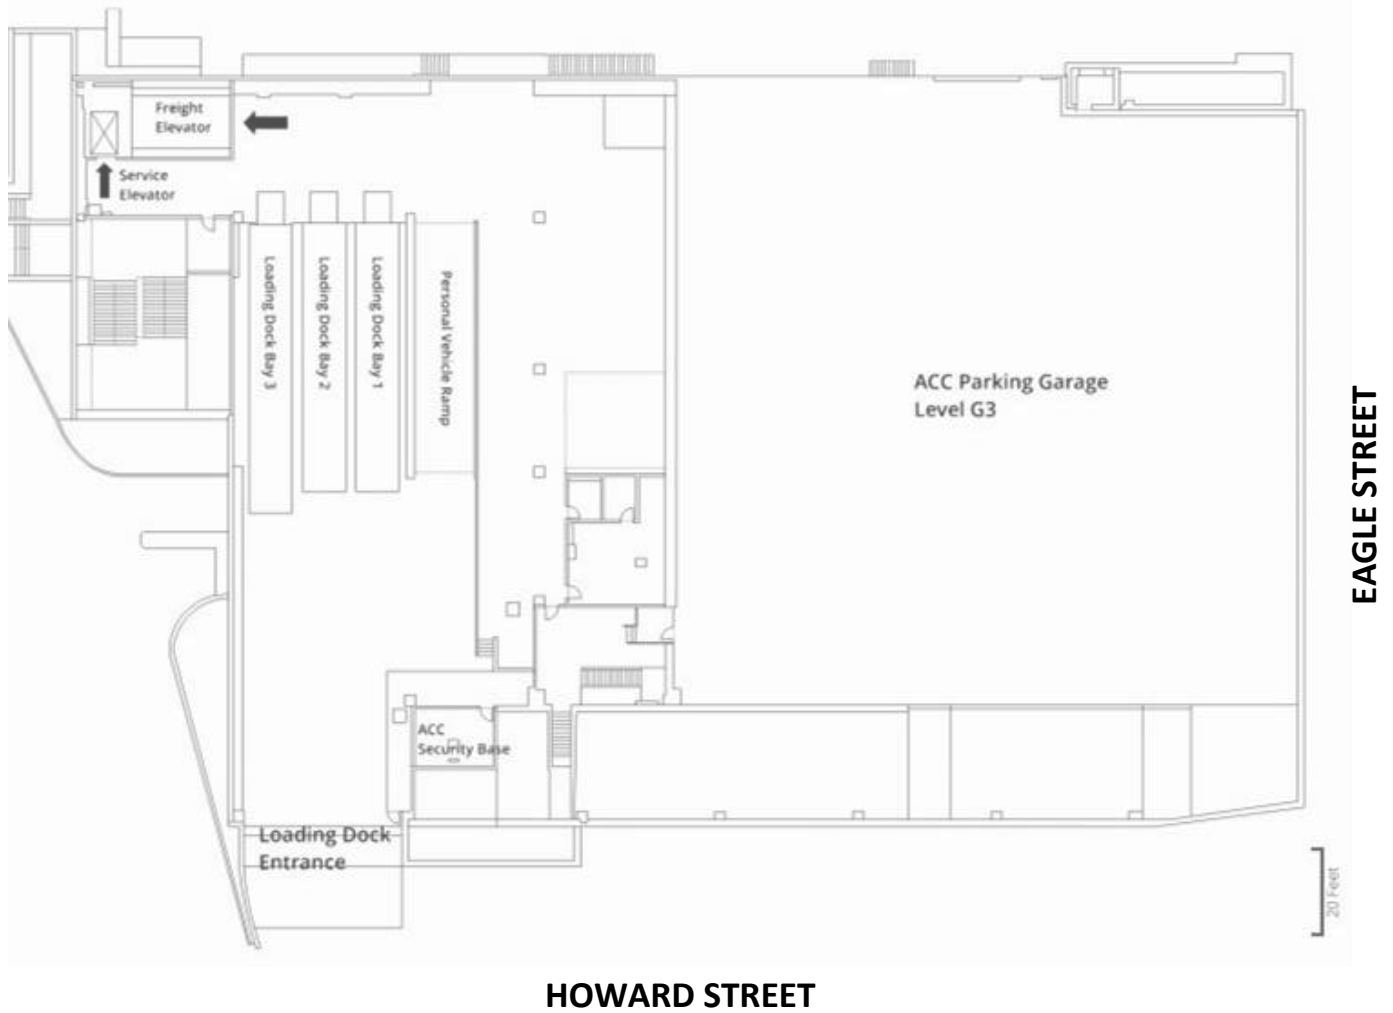 Freight
Elevator
Service
Elevator
Loading Dock Bay 3
Loading Dock Bay 2
Loading Dock Bay 1
Personal Vehicle Ramp
ACC Parking Garage
Level G3
EAGLE STREET
ACC
Security Base
Loading Dock
Entrance
20 Feet
HOWARD STREET